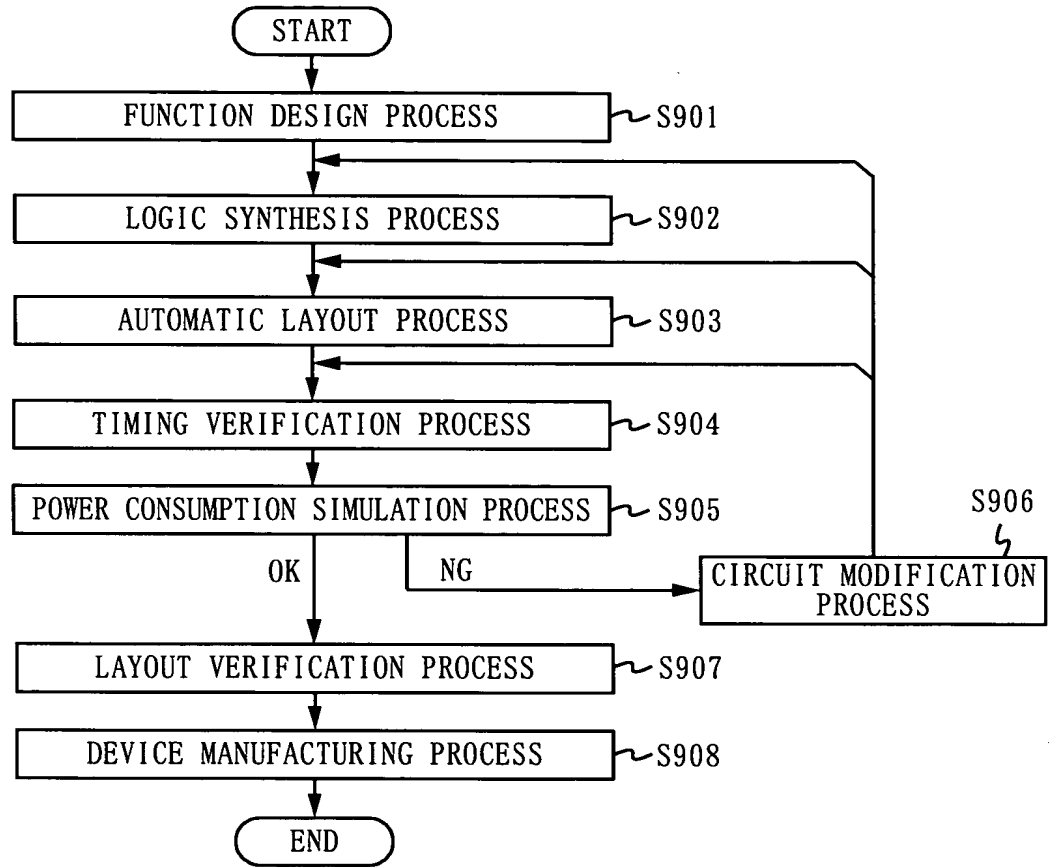 START
FUNCTION DESIGN PROCESS
S901
LOGIC SYNTHESIS PROCESS
S902
AUTOMATIC LAYOUT PROCESS
S903
TIMING VERIFICATION PROCESS
S904
POWER CONSUMPTION SIMULATION PROCESS
S905
S906
OK
NG
CIRCUIT MODIFICATION
PROCESS
LAYOUT VERIFICATION PROCESS
S907
DEVICE MANUFACTURING PROCESS
S908
END